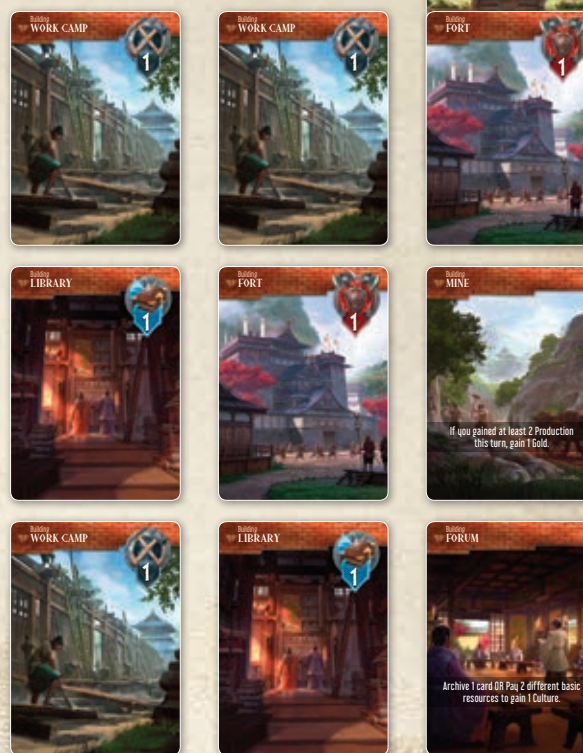 Building
WORK CAMP
1
Building
WORK CAMP
1
Building
FORT
1
Building
LIBRARY
1
Building
FORT
1
Building
MINE
If you gained at least 2 Production
this turn, gain 1 Gold.
Building
WORK CAMP
1
Building
LIBRARY
1
Building
FORUM
Archive 1 card OR Pay 2 different basic
resources to gain 1 Culture.